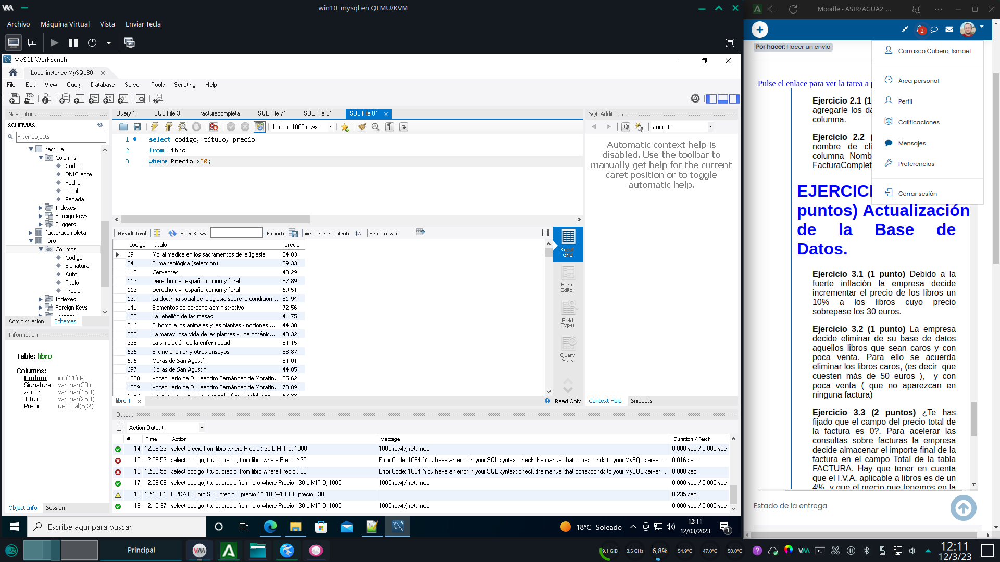 win10_mysql en QEMU/KVM
Archivo Máquina Virtual Vista Enviar Tecla
MySQL Workbench
Local instance MySQL80
File Edit View Query Database Server Tools Scripting Help
Navigator
SCHEMAS
Filter objects
factura
Columns
Codigo
DNICliente
Fecha
Total
Pagada
Indexes
Foreign Keys
Triggers
facturacompleta
libro
Columns
Codigo
Signatura
Autor
Titulo
Precio
Indexes
Foreign Keys
Triggers
Administration Schemas
Information
Table: libro
Columns:
Codigo int(11) PK
Signatura varchar(30)
Autor varchar(150)
Titulo varchar(250)
Precio decimal(5,2)
Object Info Session
Query 1 SQL File 3* facturacompleta SQL File 7* SQL File 6* SQL File 8*
Limit to 1000 rows
1 select codigo, titulo, precio
2 from libro
3 where Precio >30;
Result Grid Filter Rows: Export: Wrap Cell Content: Fetch rows:
codigo titulo precio
69 Moral médica en los sacramentos de la Iglesia 34.03
84 Suma teológica (selección) 59.33
110 Cervantes 48.29
112 Derecho civil español común y foral. 57.89
113 Derecho civil español común y foral. 69.51
139 La doctrina social de la Iglesia sobre la condición... 51.94
141 Elementos de derecho administrativo. 72.56
150 La rebelión de las masas 41.75
316 El hombre los animales y las plantas - nociones ... 44.30
320 La maravillosa vida de las plantas - una botánic... 48.32
338 La simulación de la enfermedad 54.15
636 El cine el amor y otros ensayos 58.87
696 Obras de San Agustín 54.01
697 Obras de San Agustín 44.85
1008 Vocabulario de D. Leandro Fernández de Moratín. 55.62
1009 Vocabulario de D. Leandro Fernández de Moratín. 70.09
Result Grid
Form Editor
Field Types
Query Stats
libro 1
Read Only
SQL Additions
Jump to
Automatic context help is
disabled. Use the toolbar to
manually get help for the current
caret position or to toggle
automatic help.
Context Help Snippets
Output
Action Output
# Time Action Message Duration / Fetch
14 12:08:23 select precio from libro where Precio >30 LIMIT 0, 1000 1000 row(s) returned 0.000 sec / 0.000 sec
15 12:08:53 select codigo, titulo, precio, from libro where Precio >30 Error Code: 1064. You have an error in your SQL syntax; check the manual that corresponds to your MySQL server ... 0.016 sec
16 12:08:55 select codigo, titulo, precio, from libro where Precio >30 Error Code: 1064. You have an error in your SQL syntax; check the manual that corresponds to your MySQL server ... 0.000 sec
17 12:09:08 select codigo, titulo, precio from libro where Precio >30 LIMIT 0, 1000 1000 row(s) returned 0.000 sec / 0.000 sec
18 12:10:01 UPDATE libro SET precio = precio * 1.10 WHERE precio >30 0.235 sec
19 12:10:37 select codigo, titulo, precio from libro where Precio >30 LIMIT 0, 1000 1000 row(s) returned 0.000 sec / 0.000 sec
Escribe aquí para buscar
18°C Soleado
12:11
12/03/2023
1
Moodle - ASIR/AGUA2_...
2
Por hacer: Hacer un envío
Carrasco Cubero, Ismael
Área personal
Perfil
Calificaciones
Mensajes
Preferencias
Cerrar sesión
Pulse el enlace para ver la tarea a
Ejercicio 2.1 (1
agregarle los da
columna.
Ejercicio 2.2 (
nombre de cli
columna Nomb
FacturaComplet
EJERCICI
puntos) Actualización
de la Base de
Datos.
Ejercicio 3.1 (1 punto) Debido a la
fuerte inflación la empresa decide
incrementar el precio de los libros un
10% a los libros cuyo precio
sobrepase los 30 euros.
Ejercicio 3.2 (1 punto) La empresa
decide eliminar de su base de datos
aquellos libros que sean caros y con
poca venta. Para ello se acuerda
eliminar los libros caros, (es decir que
cuesten más de 50 euros ), y con
poca venta ( que no aparezcan en
ninguna factura)
Ejercicio 3.3 (2 puntos) ¿Te has
fijado que el campo del precio total de
la factura es 0?. Para acelerar las
consultas sobre facturas la empresa
decide almacenar el importe final de la
factura en el campo Total de la tabla
FACTURA. Hay que tener en cuenta
que el I.V.A. aplicable a libros es de un
4% y que el precio que tenemos en la
Estado de la entrega
Principal
9,1 GiB 3,5 GHz 6,8% 54,9°C 47,0°C 50,0°C
12:11
12/3/23